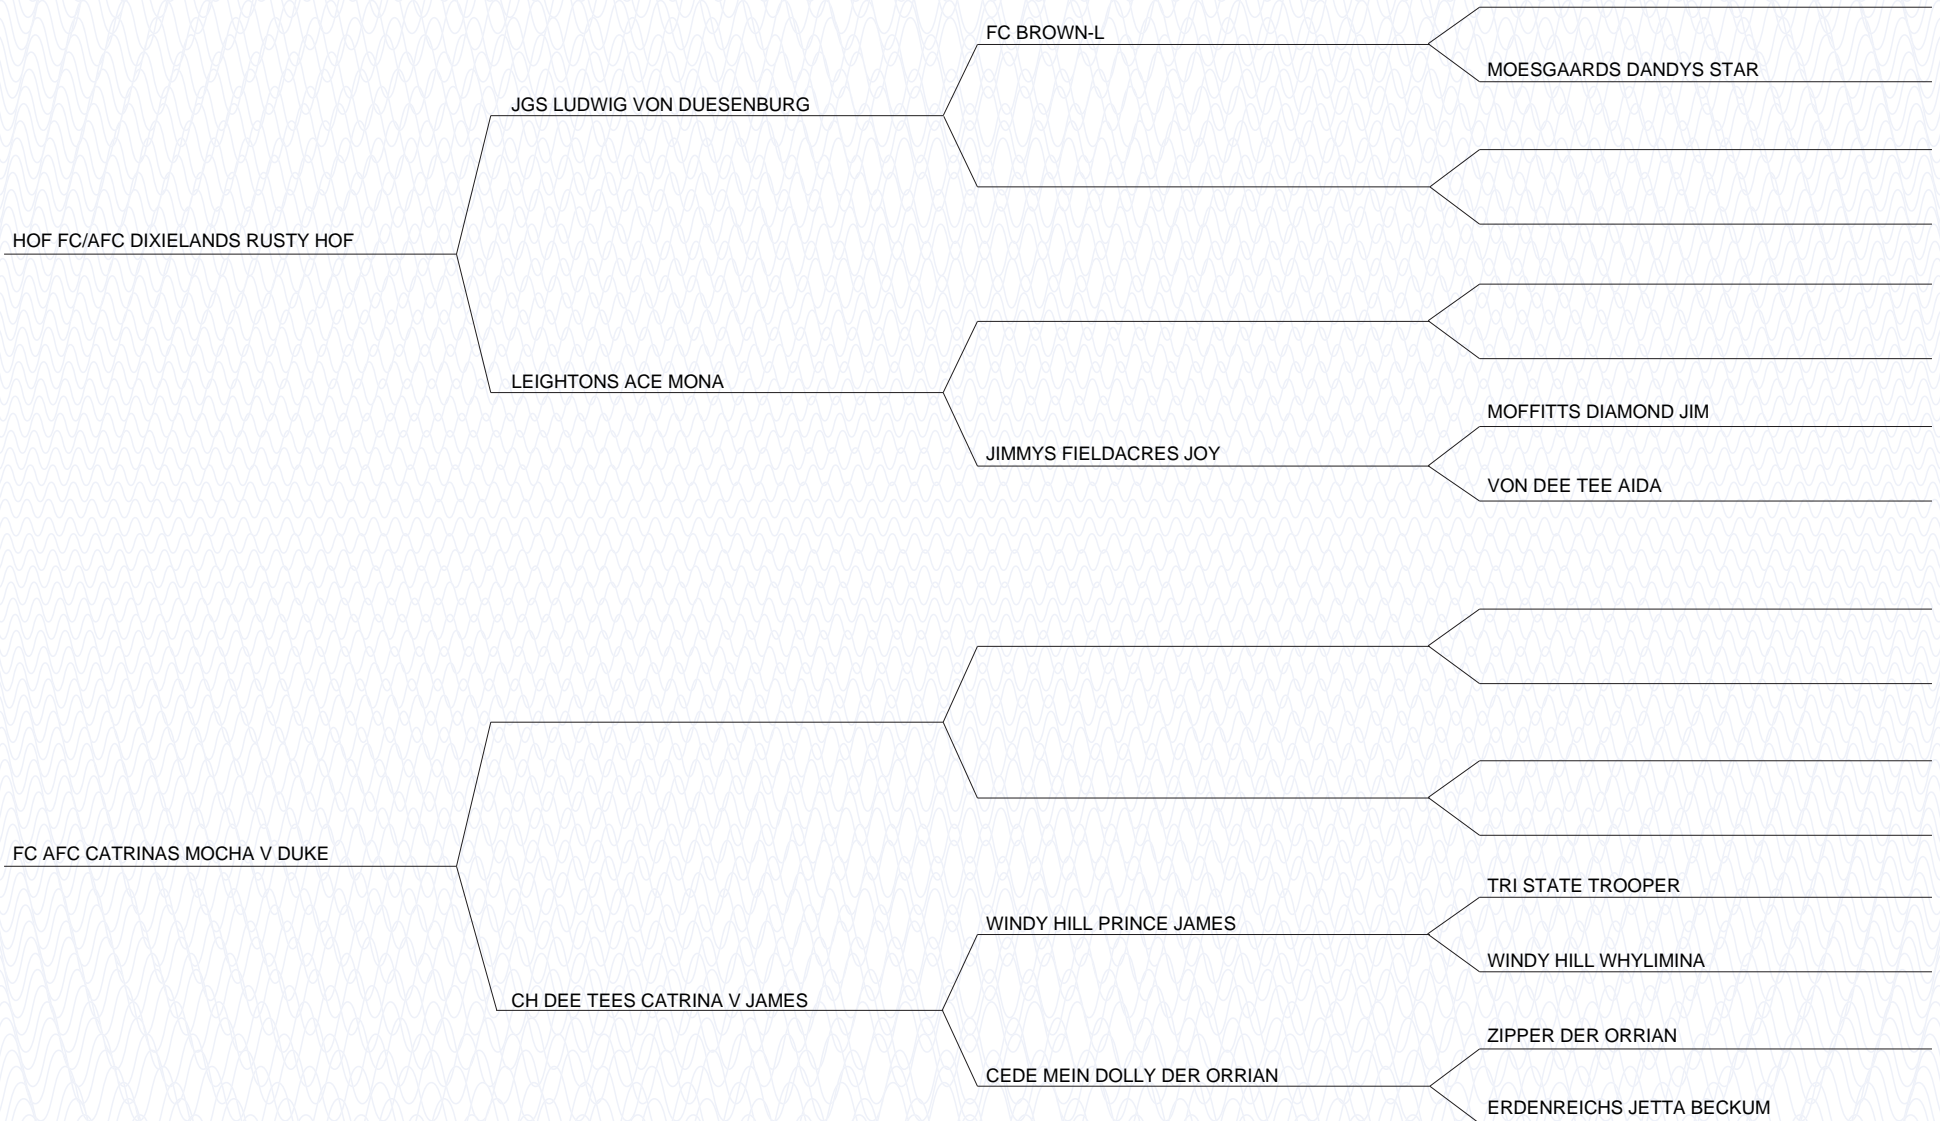 FC BROWN-L
MOESGAARDS DANDYS STAR
JGS LUDWIG VON DUESENBURG
HOF FC/AFC DIXIELANDS RUSTY HOF
LEIGHTONS ACE MONA
MOFFITTS DIAMOND JIM
JIMMYS FIELDACRES JOY
VON DEE TEE AIDA
FC AFC CATRINAS MOCHA V DUKE
TRI STATE TROOPER
WINDY HILL PRINCE JAMES
WINDY HILL WHYLIMINA
CH DEE TEES CATRINA V JAMES
ZIPPER DER ORRIAN
CEDE MEIN DOLLY DER ORRIAN
ERDENREICHS JETTA BECKUM